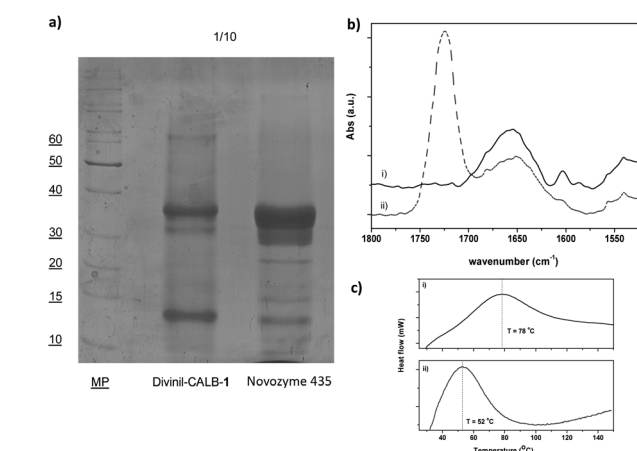 a)
1/10
60
50
40
30
20
15
10
MP Divinil-CALB-1 Novozyme 435
b)
Abs (a.u.)
i)
ii)
1800 1750 1700 1650 1600 1550
wavenumber (cm-1)
c)
Heat flow (mW)
i)
T = 78 °C
ii)
T = 52 °C
40 60 80 100 120 140
Temperature (°C)